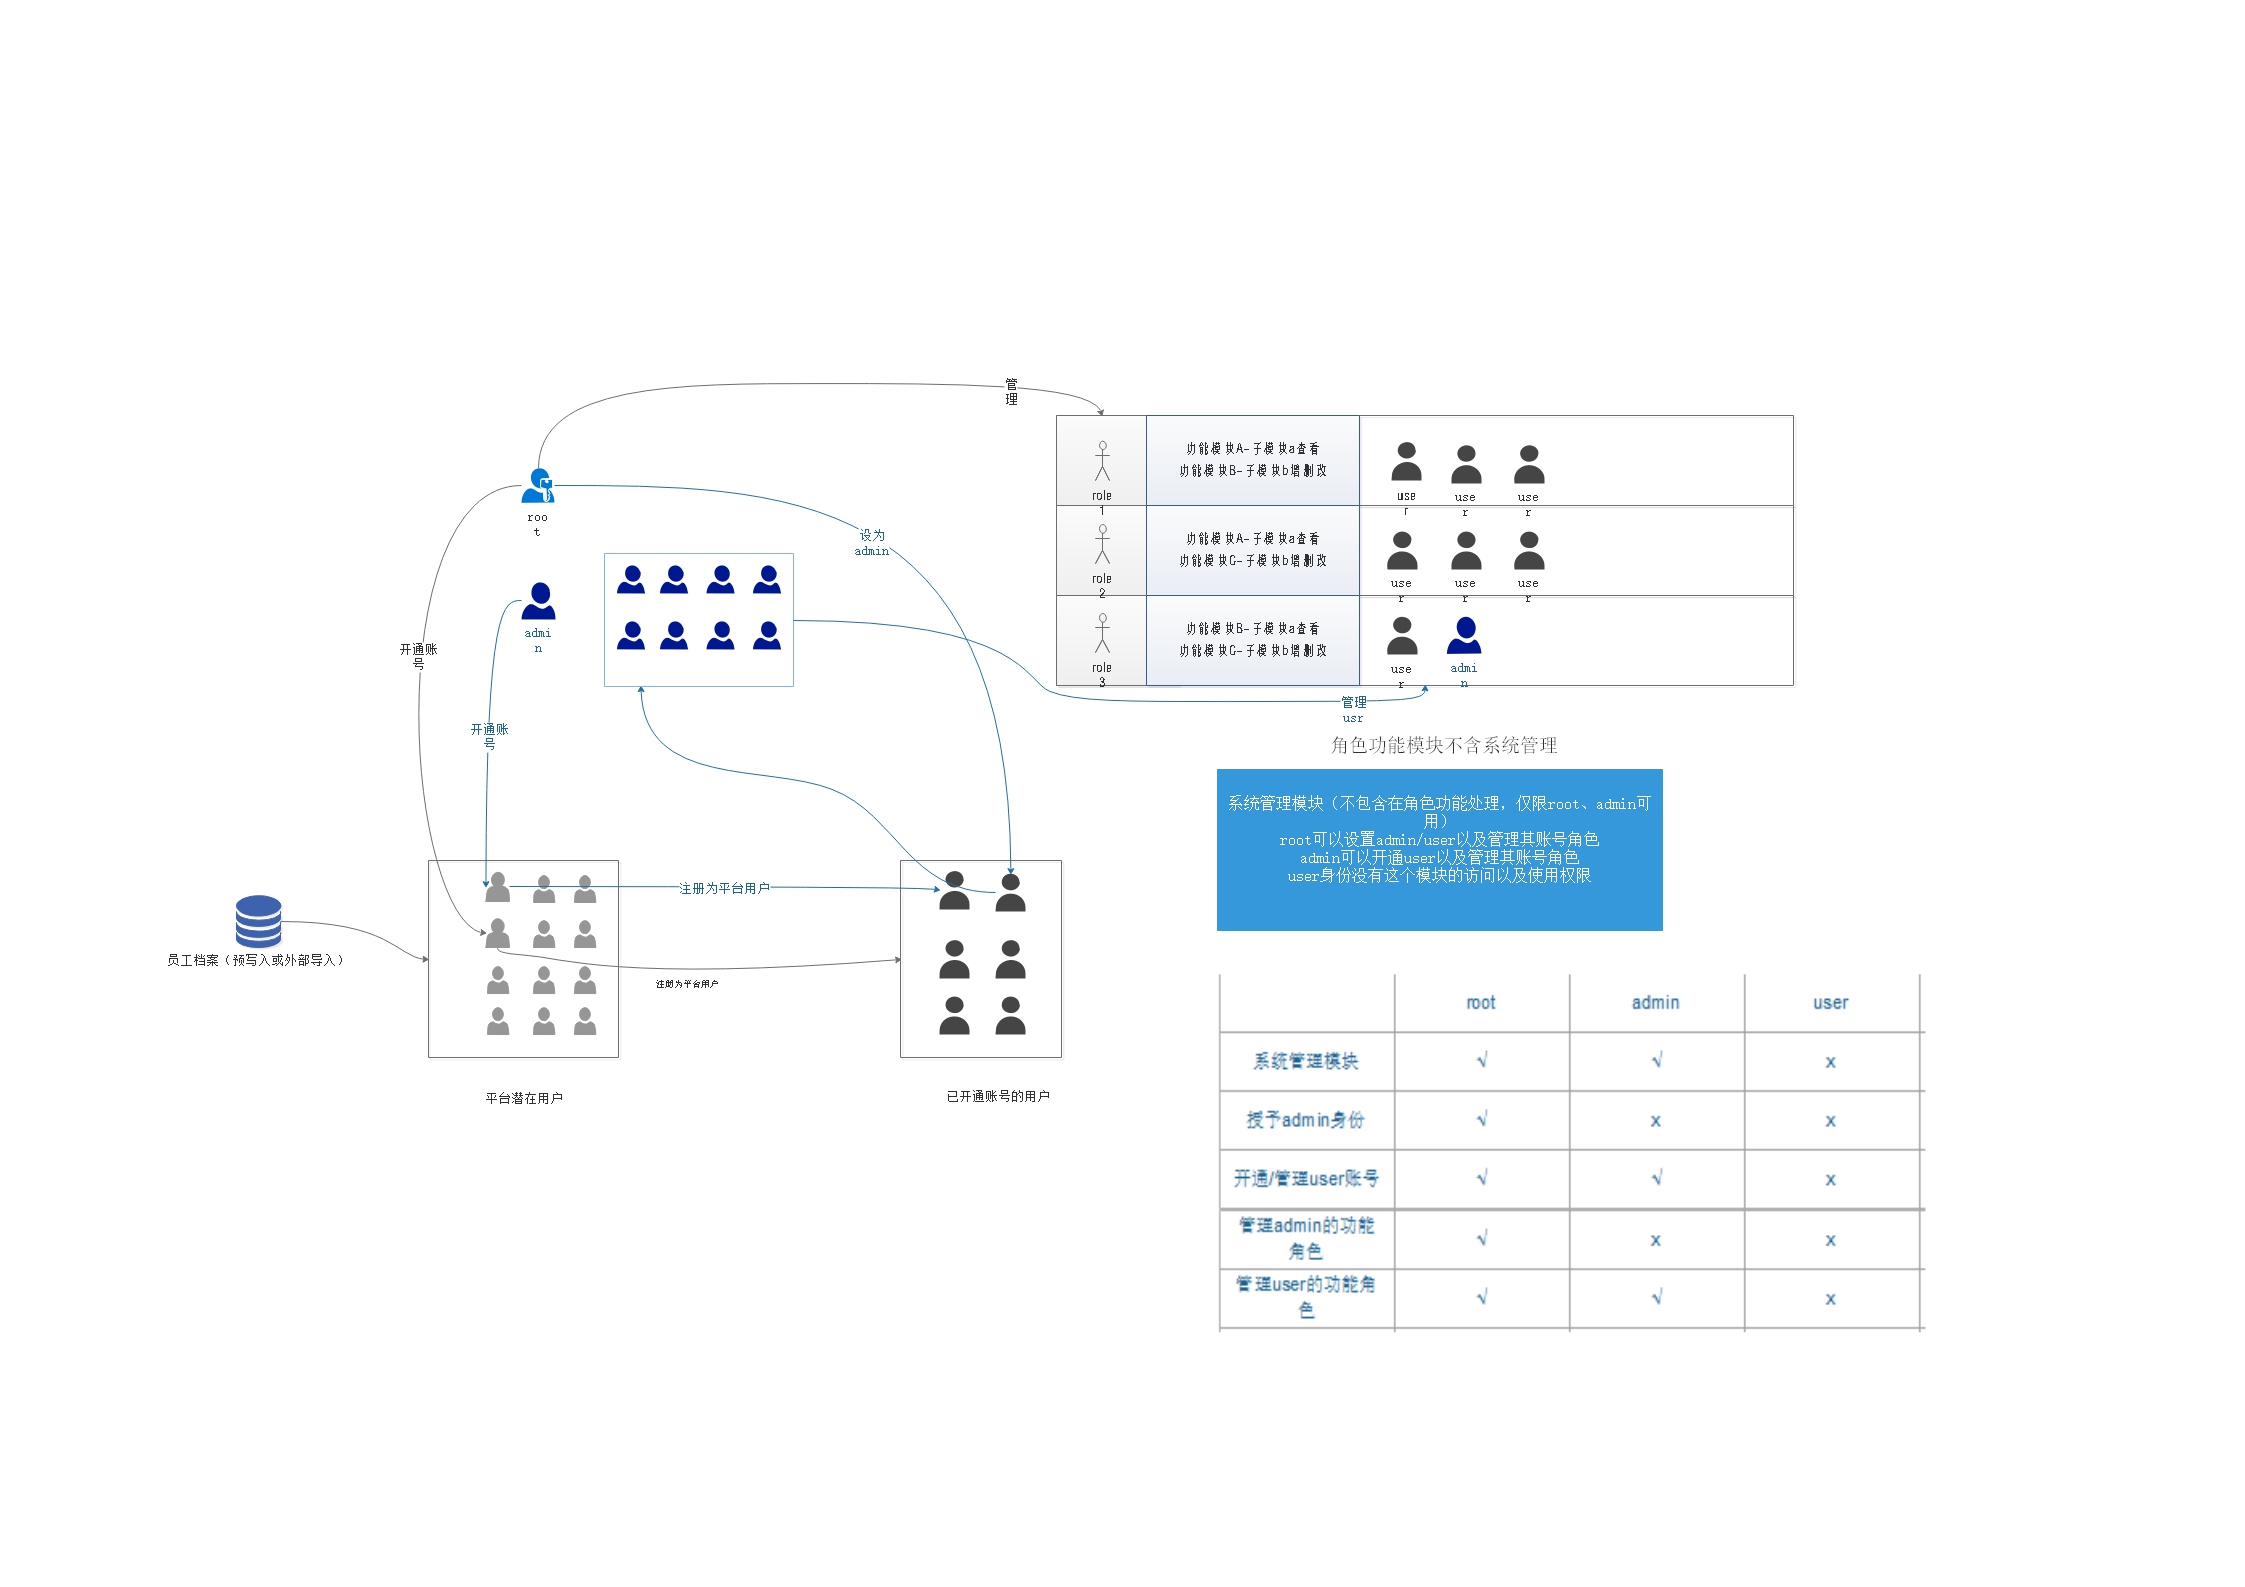 管
理
root
设为
admin
admin
开通账
号
开通账
号
role
1
功能模块A-子模块a查看
功能模块B-子模块b增删改
user
user
user
role
2
功能模块A-子模块a查看
功能模块C-子模块b增删改
user
user
user
role
3
功能模块B-子模块a查看
功能模块C-子模块b增删改
user
admin
管理
usr
角色功能模块不含系统管理
系统管理模块（不包含在角色功能处理，仅限root、admin可
用）
root可以设置admin/user以及管理其账号角色
admin可以开通user以及管理其账号角色
user身份没有这个模块的访问以及使用权限
注册为平台用户
员工档案（预写入或外部导入）
注册为平台用户
平台潜在用户
已开通账号的用户
root admin user
系统管理模块 √ √ x
授予admin身份 √ x x
开通/管理user账号 √ √ x
管理admin的功能
角色 √ x x
管理user的功能角
色 √ √ x